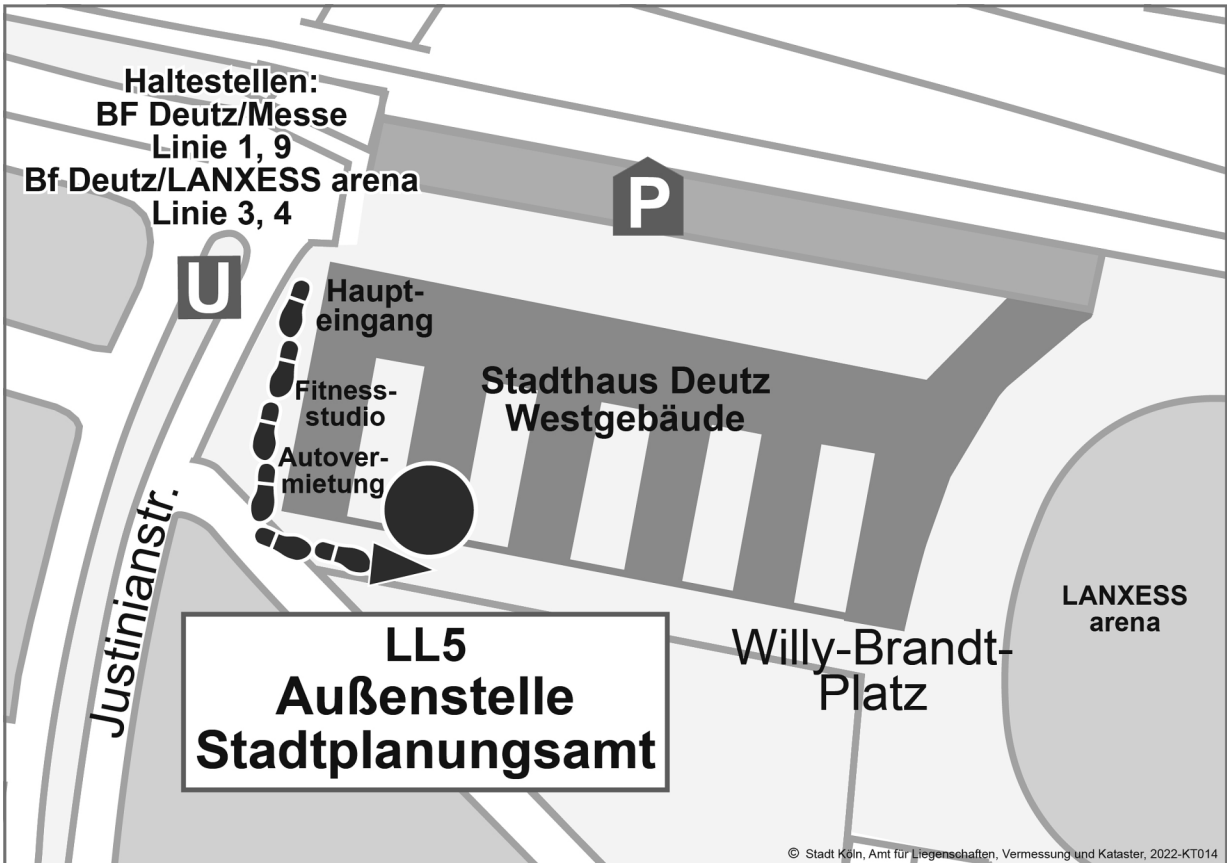 Haltestellen:
BF Deutz/Messe
Linie 1, 9
Bf Deutz/LANXESS arena
Linie 3, 4
U
P
Haupt-
eingang
Fitness-
studio
Autover-
mietung
Stadthaus Deutz
Westgebäude
Justinianstr.
LL5
Außenstelle
Stadtplanungsamt
Willy-Brandt-
Platz
LANXESS
arena
© Stadt Köln, Amt für Liegenschaften, Vermessung und Kataster, 2022-KT014